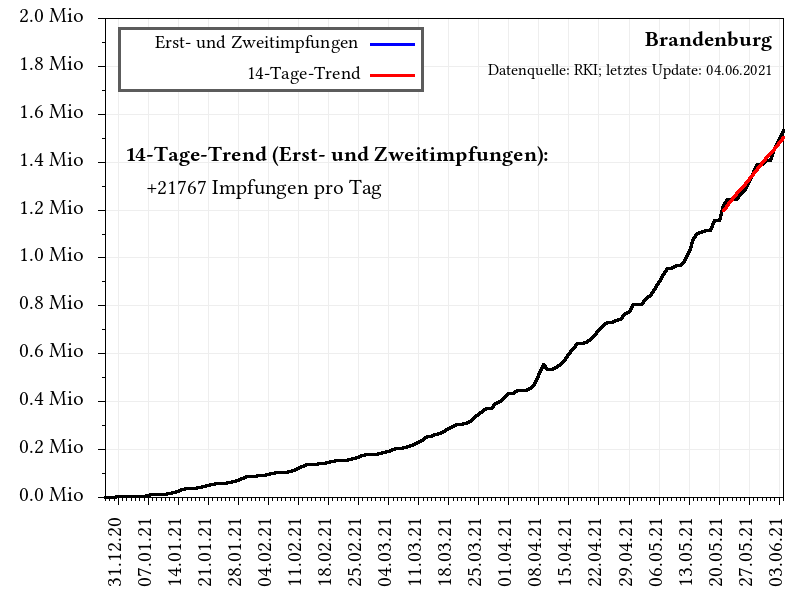 2.0 Mio
1.8 Mio
1.6 Mio
1.4 Mio
1.2 Mio
1.0 Mio
0.8 Mio
0.6 Mio
0.4 Mio
0.2 Mio
0.0 Mio
Erst- und Zweitimpfungen
14-Tage-Trend
Brandenburg
Datenquelle: RKI; letztes Update: 04.06.2021
14-Tage-Trend (Erst- und Zweitimpfungen):
+21767 Impfungen pro Tag
31.12.20
07.01.21
14.01.21
21.01.21
28.01.21
04.02.21
11.02.21
18.02.21
25.02.21
04.03.21
11.03.21
18.03.21
25.03.21
01.04.21
08.04.21
15.04.21
22.04.21
29.04.21
06.05.21
13.05.21
20.05.21
27.05.21
03.06.21